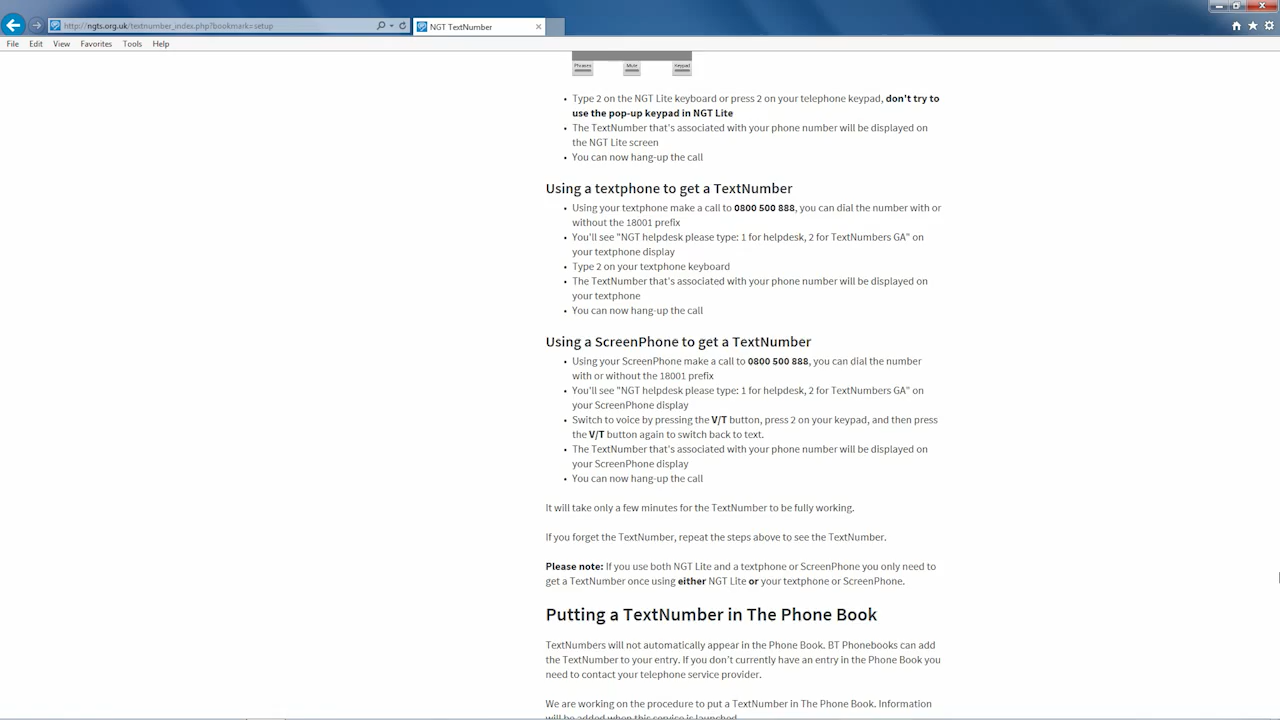 http://ngts.org.uk/textnumber_index.php?bookmark=setup
NGT TextNumber
File Edit View Favorites Tools Help
Phrases Mute Keypad
• Type 2 on the NGT Lite keyboard or press 2 on your telephone keypad, don't try to
use the pop-up keypad in NGT Lite
• The TextNumber that's associated with your phone number will be displayed on
the NGT Lite screen
• You can now hang-up the call
Using a textphone to get a TextNumber
• Using your textphone make a call to 0800 500 888, you can dial the number with or
without the 18001 prefix
• You'll see "NGT helpdesk please type: 1 for helpdesk, 2 for TextNumbers GA" on
your textphone display
• Type 2 on your textphone keyboard
• The TextNumber that's associated with your phone number will be displayed on
your textphone
• You can now hang-up the call
Using a ScreenPhone to get a TextNumber
• Using your ScreenPhone make a call to 0800 500 888, you can dial the number
with or without the 18001 prefix
• You'll see "NGT helpdesk please type: 1 for helpdesk, 2 for TextNumbers GA" on
your ScreenPhone display
• Switch to voice by pressing the V/T button, press 2 on your keypad, and then press
the V/T button again to switch back to text.
• The TextNumber that's associated with your phone number will be displayed on
your ScreenPhone display
• You can now hang-up the call
It will take only a few minutes for the TextNumber to be fully working.
If you forget the TextNumber, repeat the steps above to see the TextNumber.
Please note: If you use both NGT Lite and a textphone or ScreenPhone you only need to
get a TextNumber once using either NGT Lite or your textphone or ScreenPhone.
Putting a TextNumber in The Phone Book
TextNumbers will not automatically appear in the Phone Book. BT Phonebooks can add
the TextNumber to your entry. If you don't currently have an entry in the Phone Book you
need to contact your telephone service provider.
We are working on the procedure to put a TextNumber in The Phone Book. Information
will be added when this service is launched.